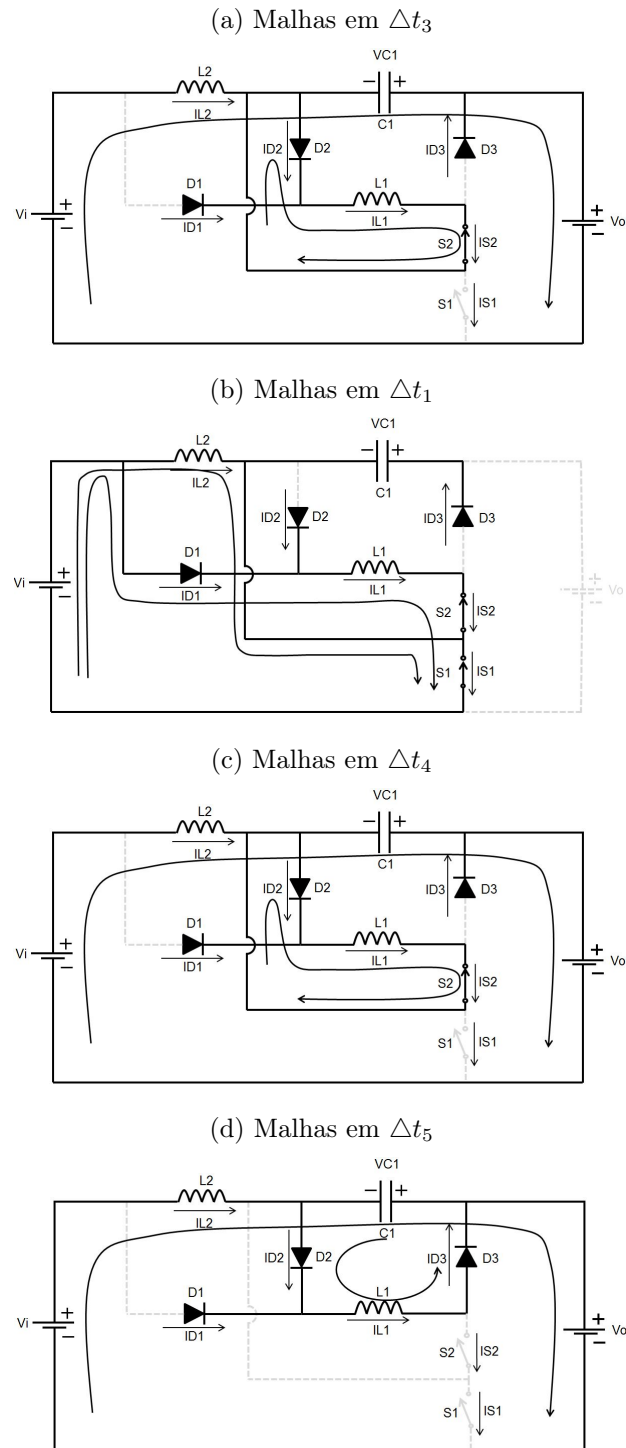 (a) Malhas em △t3
VC1
− +
L2
C1
IL2
ID2 D2
ID3 D3
D1
L1
Vi + −
+ − Vo
ID1
IL1
S2 IS2
S1 IS1
(b) Malhas em △t1
VC1
L2
− +
IL2
C1
ID2 D2
ID3 D3
D1
L1
Vi + −
+ − Vo
ID1
IL1
S2 IS2
S1 IS1
(c) Malhas em △t4
VC1
L2
− +
C1
IL2
ID2 D2
ID3 D3
D1
L1
Vi + −
+ − Vo
ID1
IL1
S2 IS2
S1 IS1
(d) Malhas em △t5
VC1
L2
− +
IL2
C1
ID2 D2
ID3 D3
D1
L1
Vi + −
+ − Vo
ID1
IL1
S2 IS2
S1 IS1